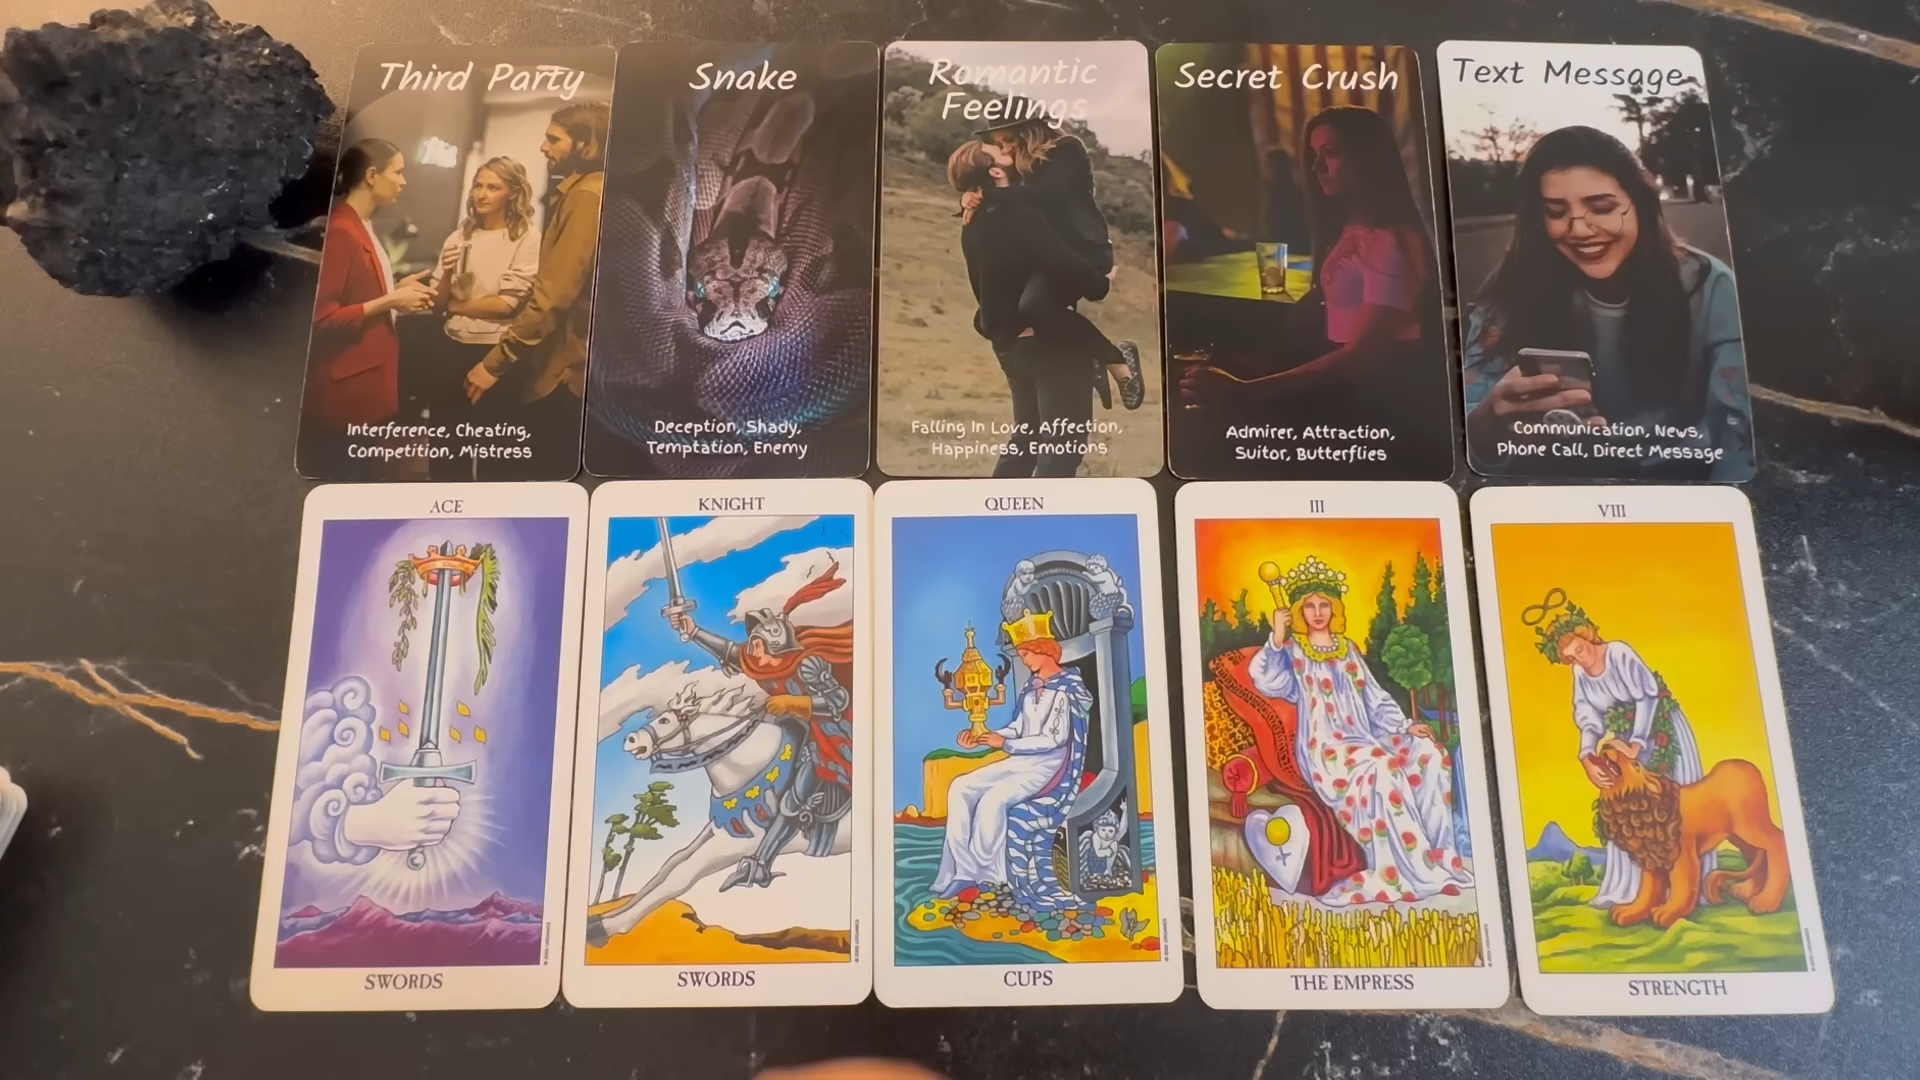 Third Party
Interference, Cheating,
Competition, Mistress
Snake
Deception, Shady,
Temptation, Enemy
Romantic
Feelings
Falling In Love, Affection,
Happiness, Emotions
Secret Crush
Admirer, Attraction,
Suitor, Butterflies
Text Message
Communication, News,
Phone Call, Direct Message
ACE
SWORDS
KNIGHT
SWORDS
QUEEN
CUPS
III
THE EMPRESS
VIII
STRENGTH